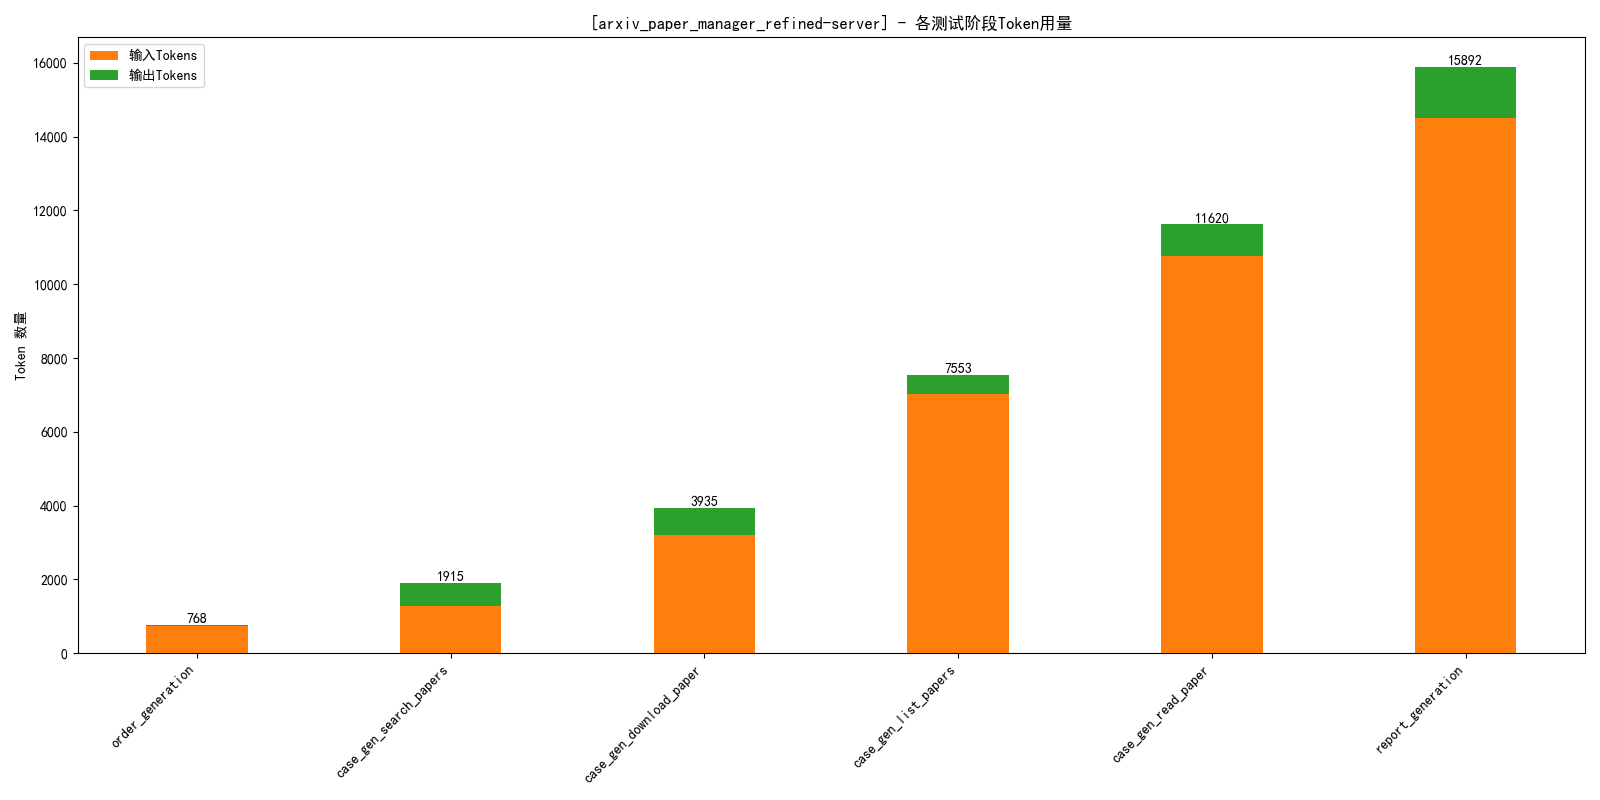 [arxiv_paper_manager_refined-server] - 各测试阶段Token用量
输入Tokens
输出Tokens
Token 数量
16000
14000
12000
10000
8000
6000
4000
2000
0
768
1915
3935
7553
11620
15892
order_generation
case_gen_search_papers
case_gen_download_paper
case_gen_list_papers
case_gen_read_paper
report_generation